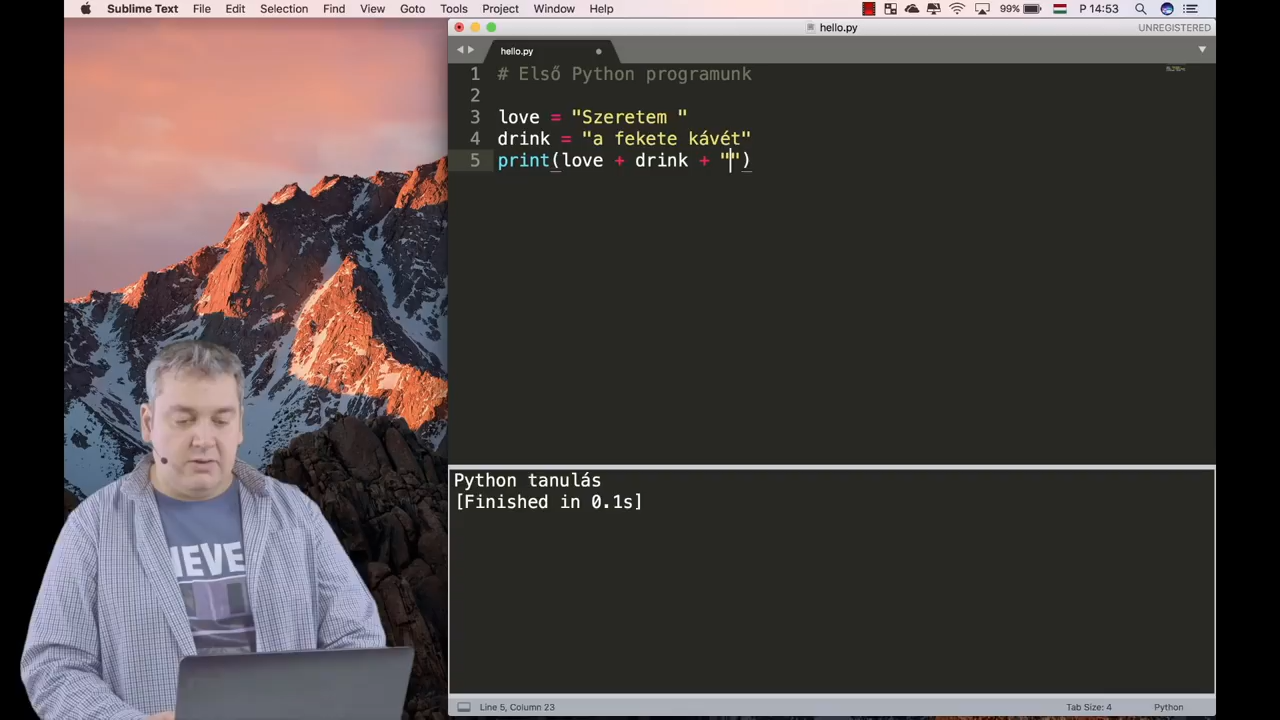 Sublime Text File Edit Selection Find View Goto Tools Project Window Help 99% P 14:53
hello.py UNREGISTERED
hello.py
1 # Első Python programunk
2
3 love = "Szeretem "
4 drink = "a fekete kávét"
5 print(love + drink + "")
Python tanulás
[Finished in 0.1s]
IEVE
Line 5, Column 23 Tab Size: 4 Python